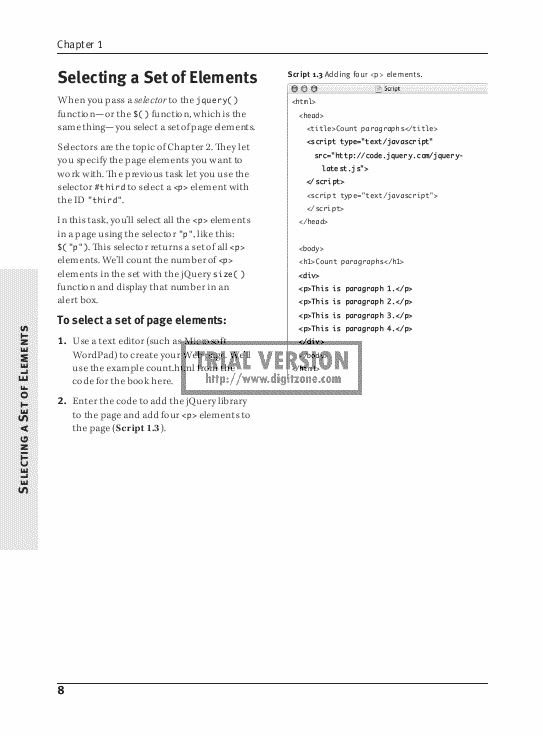 Chapter 1
Selecting a Set of Elements
When you pass a selector to the jquery()
function—or the $() function, which is the
same thing—you select a set of page elements.
Selectors are the topic of Chapter 2. They let
you specify the page elements you want to
work with. The previous task let you use the
selector #third to select a <p> element with
the ID "third".
In this task, you'll select all the <p> elements
in a page using the selector "p", like this:
$("p"). This selector returns a set of all <p>
elements. We'll count the number of <p>
elements in the set with the jQuery size()
function and display that number in an
alert box.
To select a set of page elements:
1. Use a text editor (such as Microsoft
WordPad) to create your Web page. We'll
use the example count.html from the
code for the book here.
2. Enter the code to add the jQuery library
to the page and add four <p> elements to
the page (Script 1.3).
Script 1.3 Adding four <p> elements.
Script
<html>
<head>
<title>Count paragraphs</title>
<script type="text/javascript"
src="http://code.jquery.com/jquery-
latest.js">
</script>
<script type="text/javascript">
</script>
</head>
<body>
<h1>Count paragraphs</h1>
<div>
<p>This is paragraph 1.</p>
<p>This is paragraph 2.</p>
<p>This is paragraph 3.</p>
<p>This is paragraph 4.</p>
</div>
</body>
</html>
TRIAL VERSION
http://www.digitzone.com
Selecting a Set of Elements
8